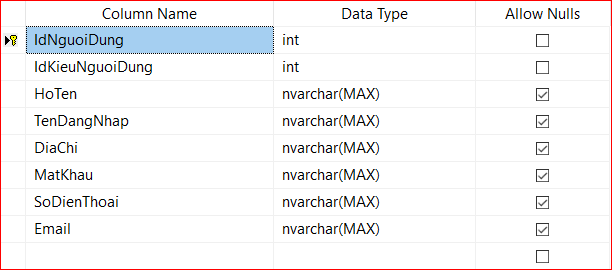 Column Name Data Type Allow Nulls
IdNguoiDung int
IdKieuNguoiDung int
HoTen nvarchar(MAX)
TenDangNhap nvarchar(MAX)
DiaChi nvarchar(MAX)
MatKhau nvarchar(MAX)
SoDienThoai nvarchar(MAX)
Email nvarchar(MAX)